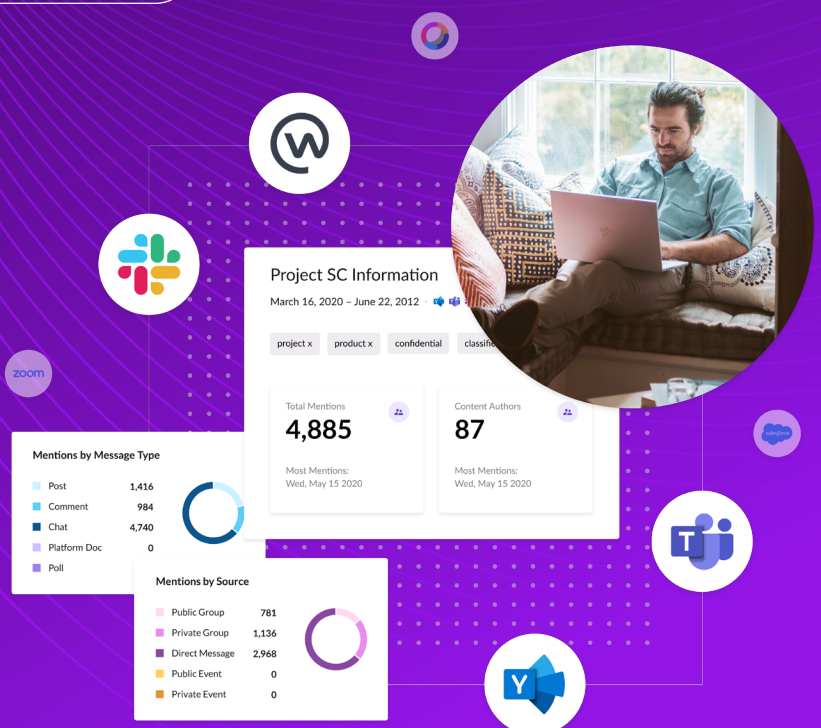 Project SC Information
March 16, 2020 – June 22, 2012
project x
product x
confidential
Total Mentions
4,885
Most Mentions:
Wed, May 15 2020
Content Authors
87
Most Mentions:
Wed, May 15 2020
zoom
salesforce
Mentions by Message Type
Post 1,416
Comment 984
Chat 4,740
Platform Doc 0
Poll
Mentions by Source
Public Group 781
Private Group 1,136
Direct Message 2,968
Public Event 0
Private Event 0
T
Y